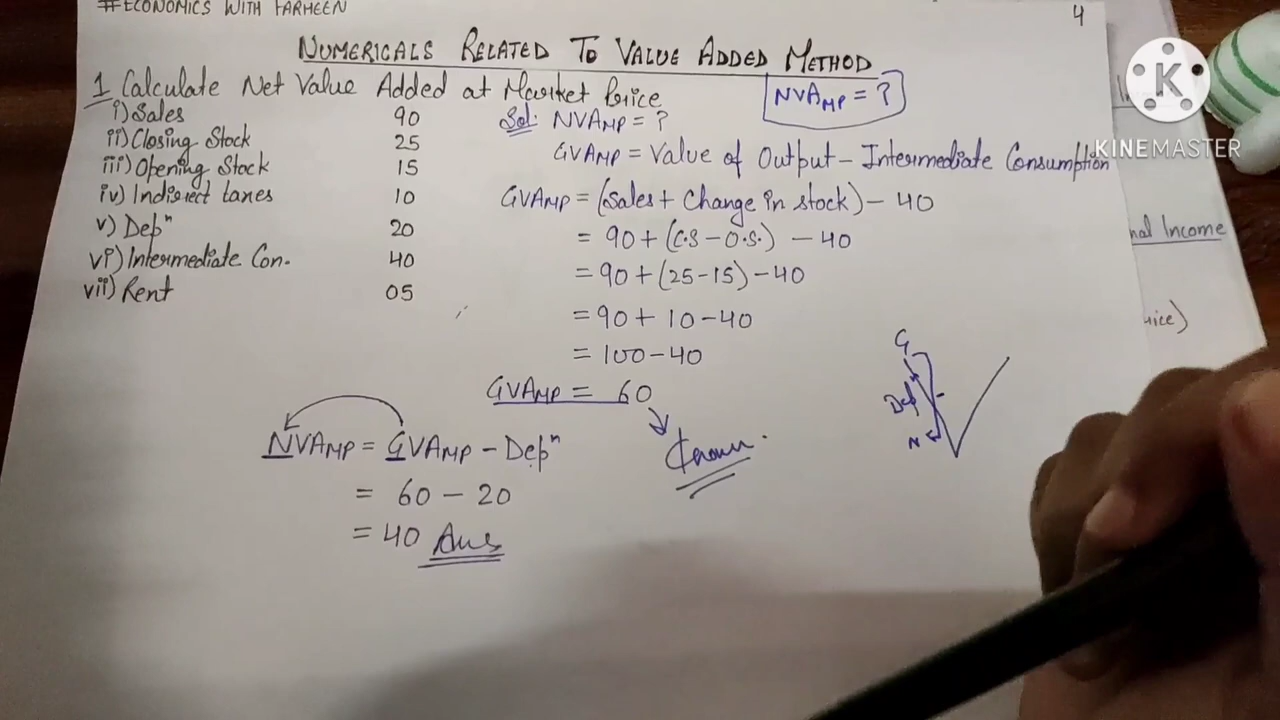 #ECONOMICS WITH FARHEEN
4
NUMERICALS RELATED TO VALUE ADDED METHOD
1 Calculate Net Value Added at Market Price
NVAMP = ?
i) Sales 90
ii) Closing Stock 25
iii) Opening Stock 15
iv) Indirect taxes 10
v) Depⁿ 20
vi) Intermediate Con. 40
vii) Rent 05
Sol: NVAMP = ?
GVAMP = Value of Output - Intermediate Consumption
GVAMP = (Sales + Change in stock) - 40
= 90 + (C.S - O.S.) - 40
= 90 + (25-15) - 40
= 90 + 10 - 40
= 100 - 40
GVAMP = 60
NVAMP = GVAMP - Depⁿ
= 60 - 20
= 40 Ans
G
Depⁿ
N
K
KINEMASTER
nal Income
rice)